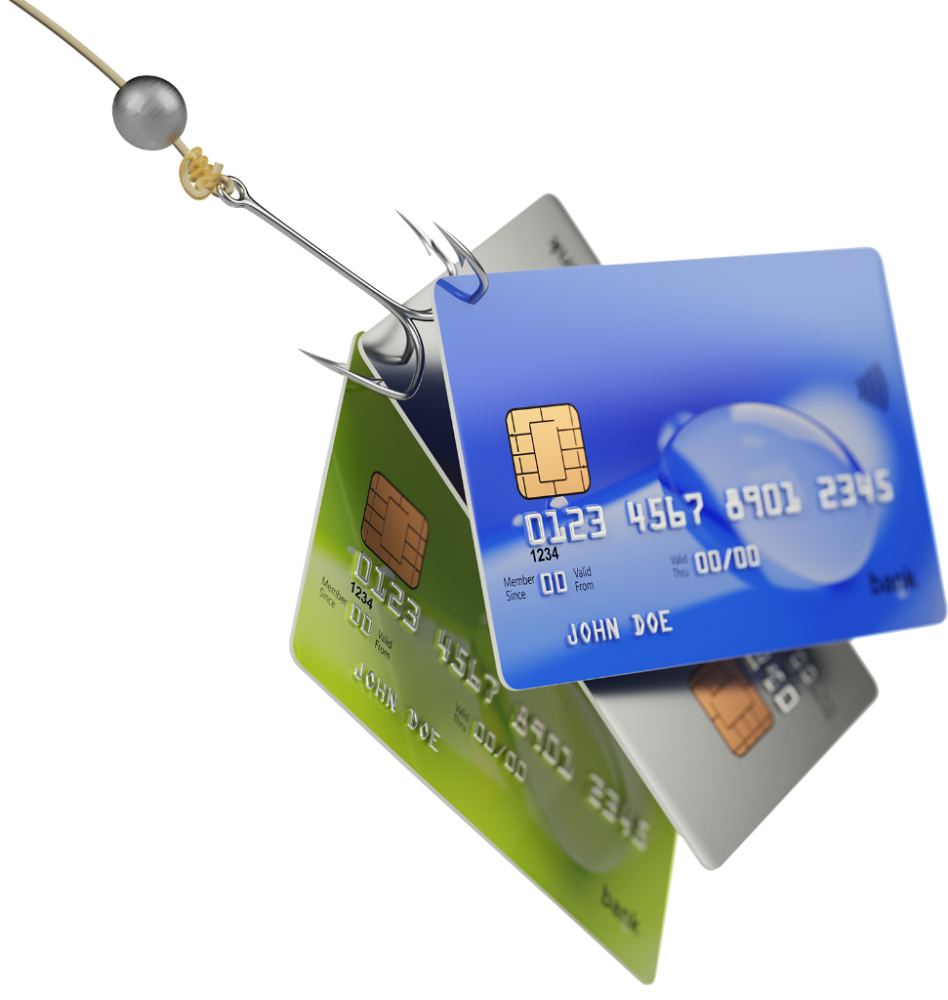 0123 4567 8901 2345
1234
Member Since 00 Valid From
Valid Thru 00/00
JOHN DOE
bank
0123 4567 8901 2345
1234
Member Since 00 Valid From
Valid Thru 00/00
JOHN DOE
bank